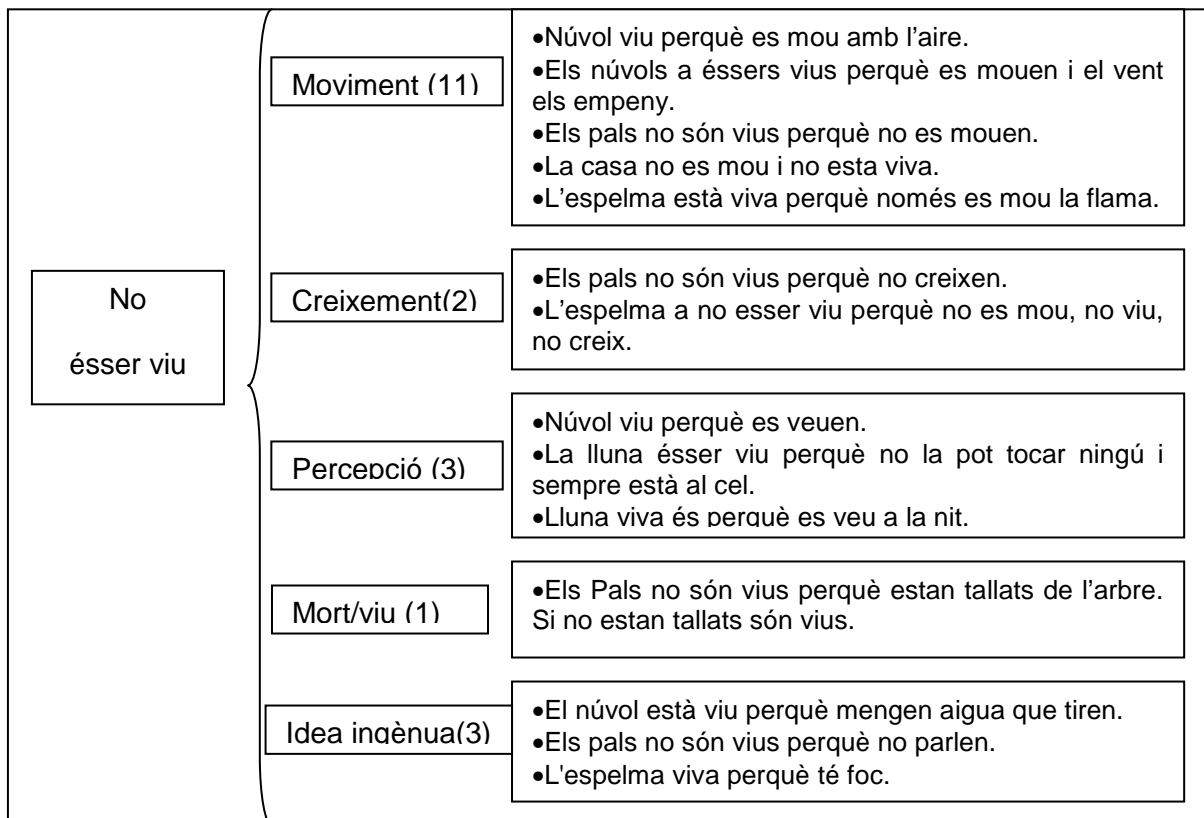 No
ésser viu
Moviment (11)
•Núvol viu perquè es mou amb l’aire.
•Els núvols a éssers vius perquè es mouen i el vent
els empeny.
•Els pals no són vius perquè no es mouen.
•La casa no es mou i no esta viva.
•L’espelma està viva perquè només es mou la flama.
Creixement(2)
•Els pals no són vius perquè no creixen.
•L’espelma a no esser viu perquè no es mou, no viu,
no creix.
Percepció (3)
•Núvol viu perquè es veuen.
•La lluna ésser viu perquè no la pot tocar ningú i
sempre està al cel.
•Lluna viva és perquè es veu a la nit.
Mort/viu (1)
•Els Pals no són vius perquè estan tallats de l’arbre.
Si no estan tallats són vius.
Idea ingènua(3)
•El núvol està viu perquè mengen aigua que tiren.
•Els pals no són vius perquè no parlen.
•L'espelma viva perquè té foc.